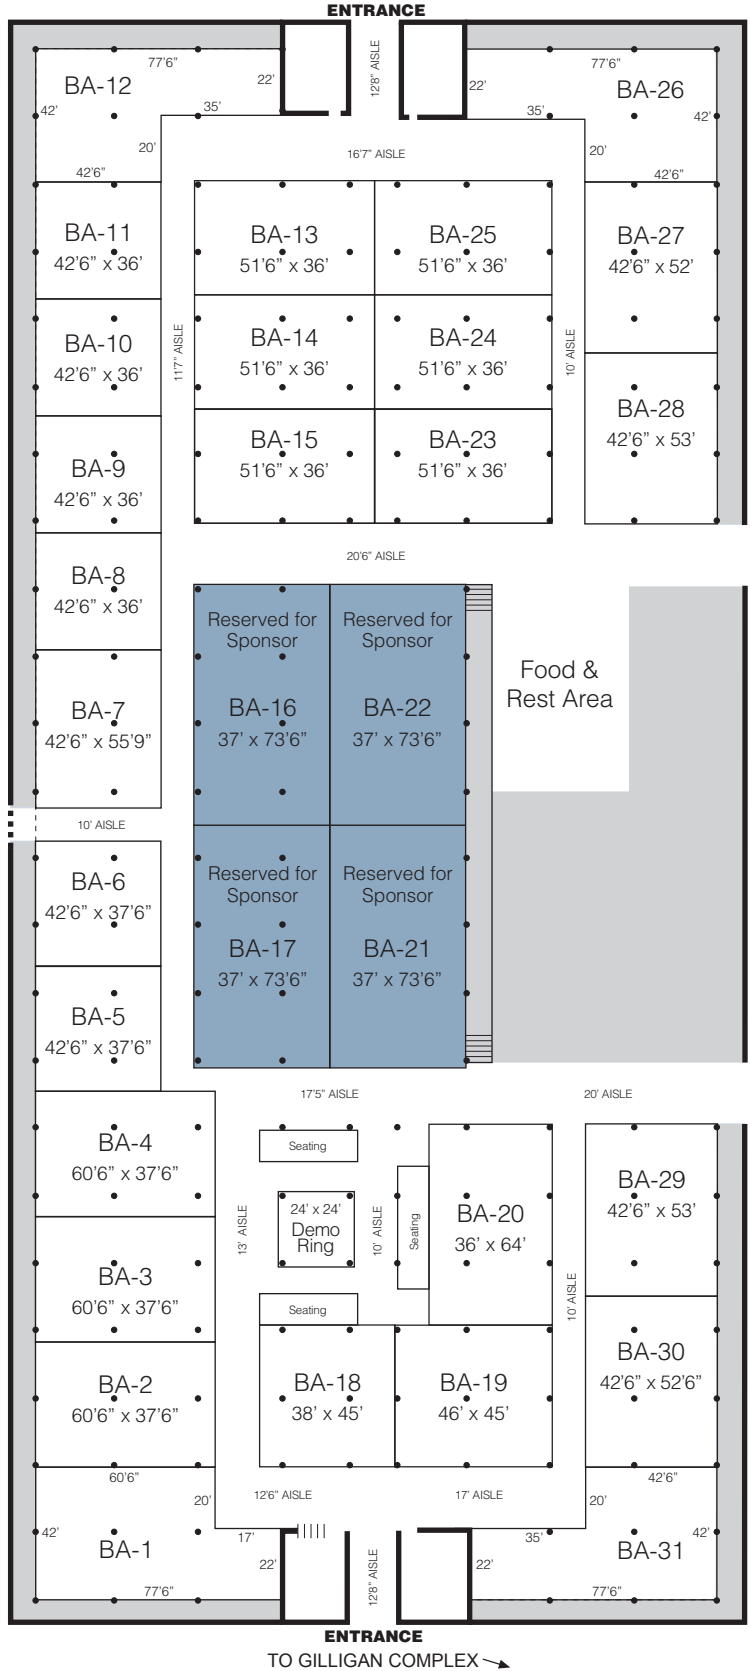 ENTRANCE
12'8" AISLE
77'6"
BA-12
22'
42'
35'
20'
42'6"
77'6"
BA-26
22'
35'
42'
20'
42'6"
16'7" AISLE
BA-11
42'6" x 36'
BA-13
51'6" x 36'
BA-25
51'6" x 36'
BA-27
42'6" x 52'
BA-10
42'6" x 36'
11'7" AISLE
BA-14
51'6" x 36'
BA-24
51'6" x 36'
10' AISLE
BA-28
42'6" x 53'
BA-9
42'6" x 36'
BA-15
51'6" x 36'
BA-23
51'6" x 36'
20'6" AISLE
BA-8
42'6" x 36'
BA-7
42'6" x 55'9"
Reserved for
Sponsor
BA-16
37' x 73'6"
Reserved for
Sponsor
BA-22
37' x 73'6"
Food &
Rest Area
10' AISLE
BA-6
42'6" x 37'6"
Reserved for
Sponsor
BA-17
37' x 73'6"
Reserved for
Sponsor
BA-21
37' x 73'6"
BA-5
42'6" x 37'6"
17'5" AISLE
20' AISLE
BA-4
60'6" x 37'6"
Seating
13' AISLE
24' x 24'
Demo
Ring
10' AISLE
Seating
BA-20
36' x 64'
BA-29
42'6" x 53'
BA-3
60'6" x 37'6"
Seating
10' AISLE
BA-2
60'6" x 37'6"
BA-18
38' x 45'
BA-19
46' x 45'
BA-30
42'6" x 52'6"
60'6"
20'
42'
BA-1
17'
22'
77'6"
12'6" AISLE
17' AISLE
12'8" AISLE
42'6"
20'
35'
42'
BA-31
22'
77'6"
ENTRANCE
TO GILLIGAN COMPLEX